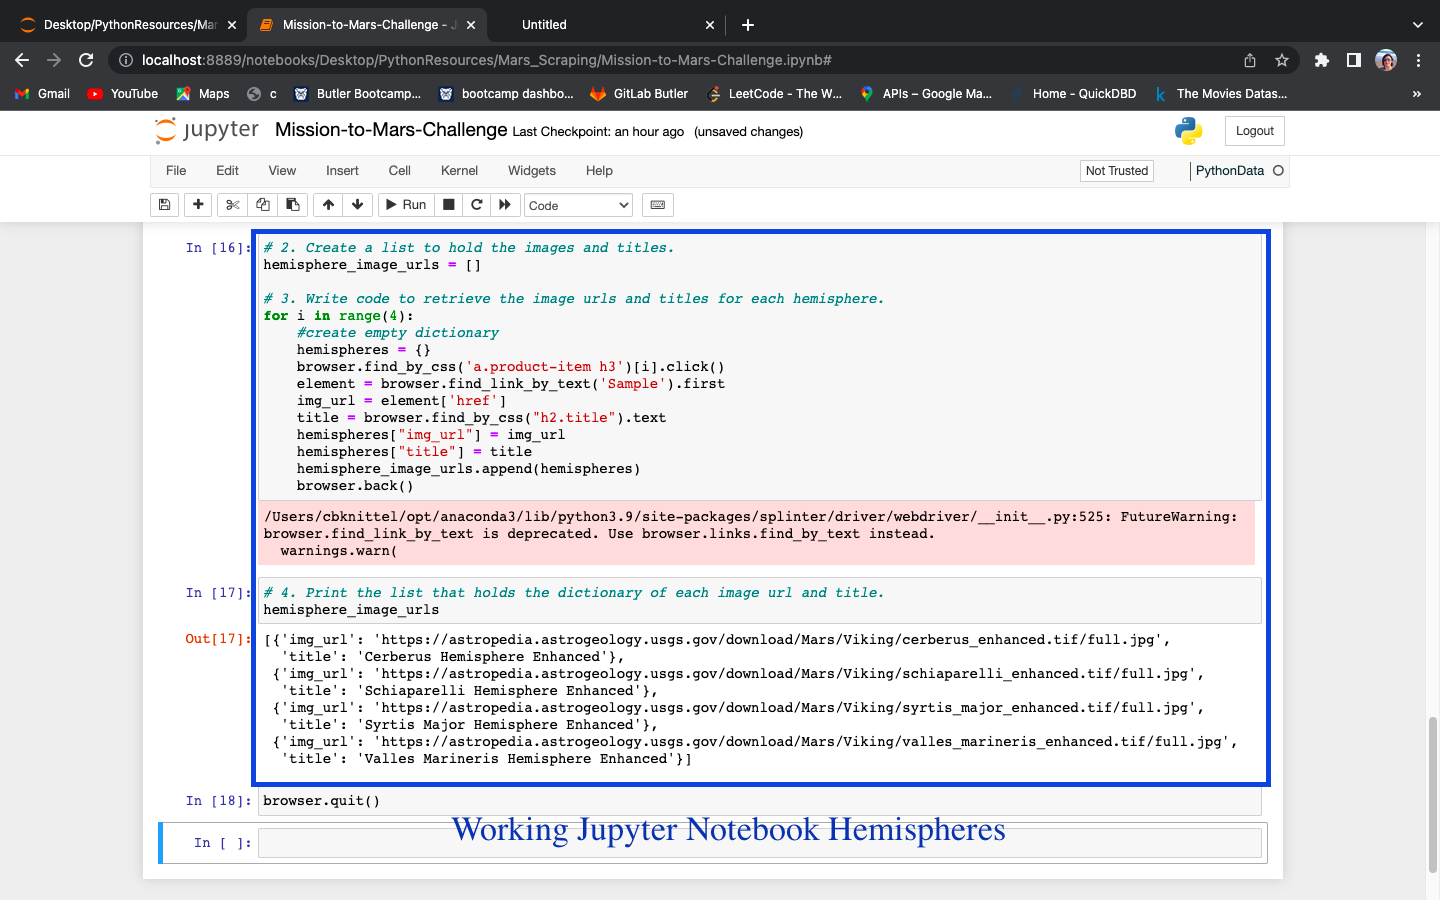 Desktop/PythonResources/Mar
Mission-to-Mars-Challenge - J
Untitled
localhost:8889/notebooks/Desktop/PythonResources/Mars_Scraping/Mission-to-Mars-Challenge.ipynb#
Gmail YouTube Maps c Butler Bootcamp... bootcamp dashbo... GitLab Butler LeetCode - The W... APIs – Google Ma... Home - QuickDBD The Movies Datas... »
jupyter Mission-to-Mars-Challenge Last Checkpoint: an hour ago (unsaved changes) Logout
File Edit View Insert Cell Kernel Widgets Help Not Trusted PythonData
Run Code
In [16]: # 2. Create a list to hold the images and titles.
hemisphere_image_urls = []
# 3. Write code to retrieve the image urls and titles for each hemisphere.
for i in range(4):
    #create empty dictionary
    hemispheres = {}
    browser.find_by_css('a.product-item h3')[i].click()
    element = browser.find_link_by_text('Sample').first
    img_url = element['href']
    title = browser.find_by_css("h2.title").text
    hemispheres["img_url"] = img_url
    hemispheres["title"] = title
    hemisphere_image_urls.append(hemispheres)
    browser.back()
/Users/cbknittel/opt/anaconda3/lib/python3.9/site-packages/splinter/driver/webdriver/__init__.py:525: FutureWarning:
browser.find_link_by_text is deprecated. Use browser.links.find_by_text instead.
  warnings.warn(
In [17]: # 4. Print the list that holds the dictionary of each image url and title.
hemisphere_image_urls
Out[17]: [{'img_url': 'https://astropedia.astrogeology.usgs.gov/download/Mars/Viking/cerberus_enhanced.tif/full.jpg',
  'title': 'Cerberus Hemisphere Enhanced'},
 {'img_url': 'https://astropedia.astrogeology.usgs.gov/download/Mars/Viking/schiaparelli_enhanced.tif/full.jpg',
  'title': 'Schiaparelli Hemisphere Enhanced'},
 {'img_url': 'https://astropedia.astrogeology.usgs.gov/download/Mars/Viking/syrtis_major_enhanced.tif/full.jpg',
  'title': 'Syrtis Major Hemisphere Enhanced'},
 {'img_url': 'https://astropedia.astrogeology.usgs.gov/download/Mars/Viking/valles_marineris_enhanced.tif/full.jpg',
  'title': 'Valles Marineris Hemisphere Enhanced'}]
In [18]: browser.quit()
Working Jupyter Notebook Hemispheres
In [ ]: